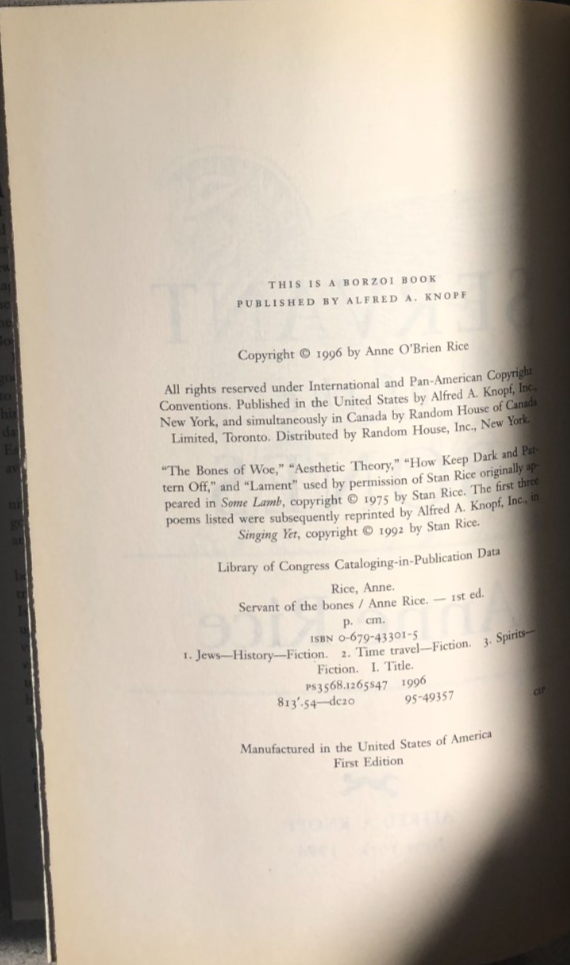 THIS IS A BORZOI BOOK
PUBLISHED BY ALFRED A. KNOPF
Copyright © 1996 by Anne O'Brien Rice
All rights reserved under International and Pan-American Copyright
Conventions. Published in the United States by Alfred A. Knopf, Inc.,
New York, and simultaneously in Canada by Random House of Canada
Limited, Toronto. Distributed by Random House, Inc., New York.
"The Bones of Woe," "Aesthetic Theory," "How Keep Dark and Pat-
tern Off," and "Lament" used by permission of Stan Rice originally ap-
peared in Some Lamb, copyright © 1975 by Stan Rice. The first three
poems listed were subsequently reprinted by Alfred A. Knopf, Inc., in
Singing Yet, copyright © 1992 by Stan Rice.
Library of Congress Cataloging-in-Publication Data
Rice, Anne.
Servant of the bones / Anne Rice. — 1st ed.
p. cm.
ISBN 0-679-43301-5
1. Jews—History—Fiction. 2. Time travel—Fiction. 3. Spirits—
Fiction. I. Title.
PS3568.I265S47 1996
813'.54—dc20 95-49357
CIP
Manufactured in the United States of America
First Edition
SERVANT
Anne Rice
ALFRED A. KNOPF